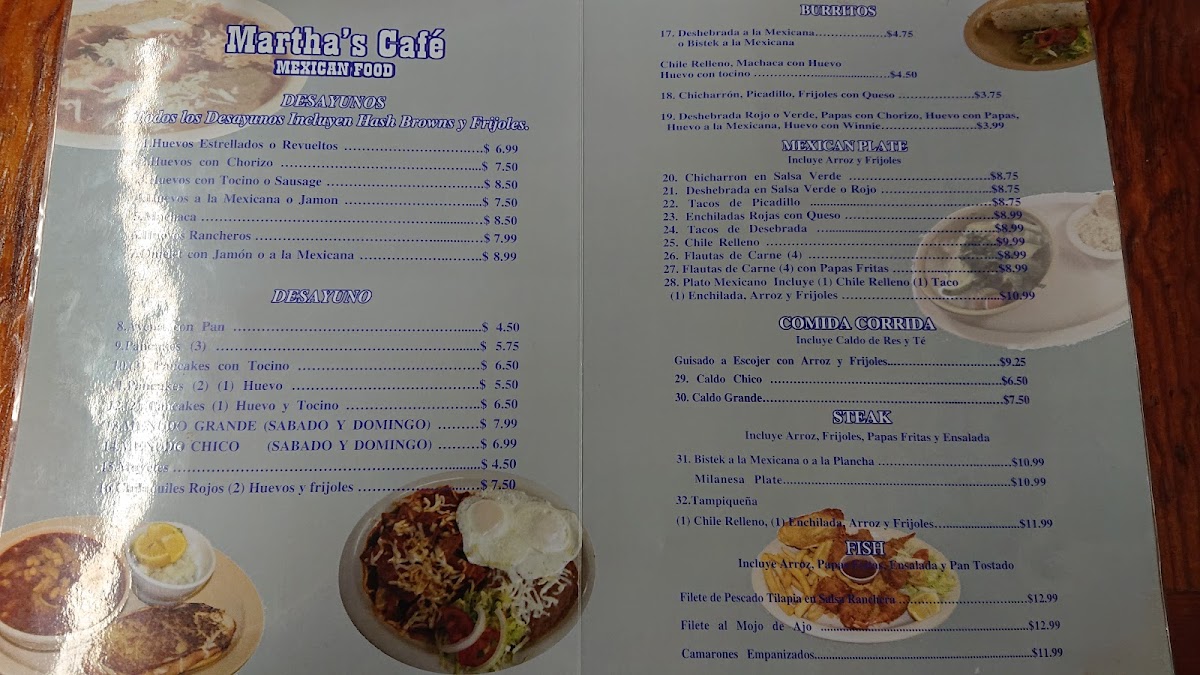 Martha's Café
MEXICAN FOOD
DESAYUNOS
Todos los Desayunos Incluyen Hash Browns y Frijoles.
1.Huevos Estrellados o Revueltos ........................$ 6.99
Huevos con Chorizo ........................$ 7.50
Huevos con Tocino o Sausage ........................$ 8.50
Huevos a la Mexicana o Jamon ........................$ 7.50
Machaca ........................$ 8.50
Huevos Rancheros ........................$ 7.99
Omelet con Jamón o a la Mexicana ........................$ 8.99
DESAYUNO
8. Avena con Pan ........................$ 4.50
9.Pancakes (3) ........................$ 5.75
Pancakes con Tocino ........................$ 6.50
Pancakes (2) (1) Huevo ........................$ 5.50
Pancakes (1) Huevo y Tocino ........................$ 6.50
MENUDO GRANDE (SABADO Y DOMINGO) .........$ 7.99
MENUDO CHICO (SABADO Y DOMINGO) .........$ 6.99
15. ........................$ 4.50
16.Chilaquiles Rojos (2) Huevos y frijoles ........................$ 7.50
BURRITOS
17. Deshebrada a la Mexicana........................$4.75
o Bistek a la Mexicana
Chile Relleno, Machaca con Huevo
Huevo con tocino ........................$4.50
18. Chicharrón, Picadillo, Frijoles con Queso ........................$3.75
19. Deshebrada Rojo o Verde, Papas con Chorizo, Huevo con Papas,
Huevo a la Mexicana, Huevo con Winnie........................$3.99
MEXICAN PLATE
Incluye Arroz y Frijoles
20. Chicharron en Salsa Verde ........................$8.75
21. Deshebrada en Salsa Verde o Rojo ........................$8.75
22. Tacos de Picadillo ........................$8.75
23. Enchiladas Rojas con Queso ........................$8.99
24. Tacos de Desebrada ........................$8.99
25. Chile Relleno ........................$9.99
26. Flautas de Carne (4) ........................$8.99
27. Flautas de Carne (4) con Papas Fritas ........................$8.99
28. Plato Mexicano Incluye (1) Chile Relleno (1) Taco
(1) Enchilada, Arroz y Frijoles ........................$10.99
COMIDA CORRIDA
Incluye Caldo de Res y Té
Guisado a Escojer con Arroz y Frijoles........................$9.25
29. Caldo Chico ........................$6.50
30. Caldo Grande........................$7.50
STEAK
Incluye Arroz, Frijoles, Papas Fritas y Ensalada
31. Bistek a la Mexicana o a la Plancha ........................$10.99
Milanesa Plate........................$10.99
32.Tampiqueña
(1) Chile Relleno, (1) Enchilada, Arroz y Frijoles........................$11.99
FISH
Incluye Arroz, Papas Fritas, Ensalada y Pan Tostado
Filete de Pescado Tilapia en Salsa Ranchera ........................$12.99
Filete al Mojo de Ajo ........................$12.99
Camarones Empanizados........................$11.99